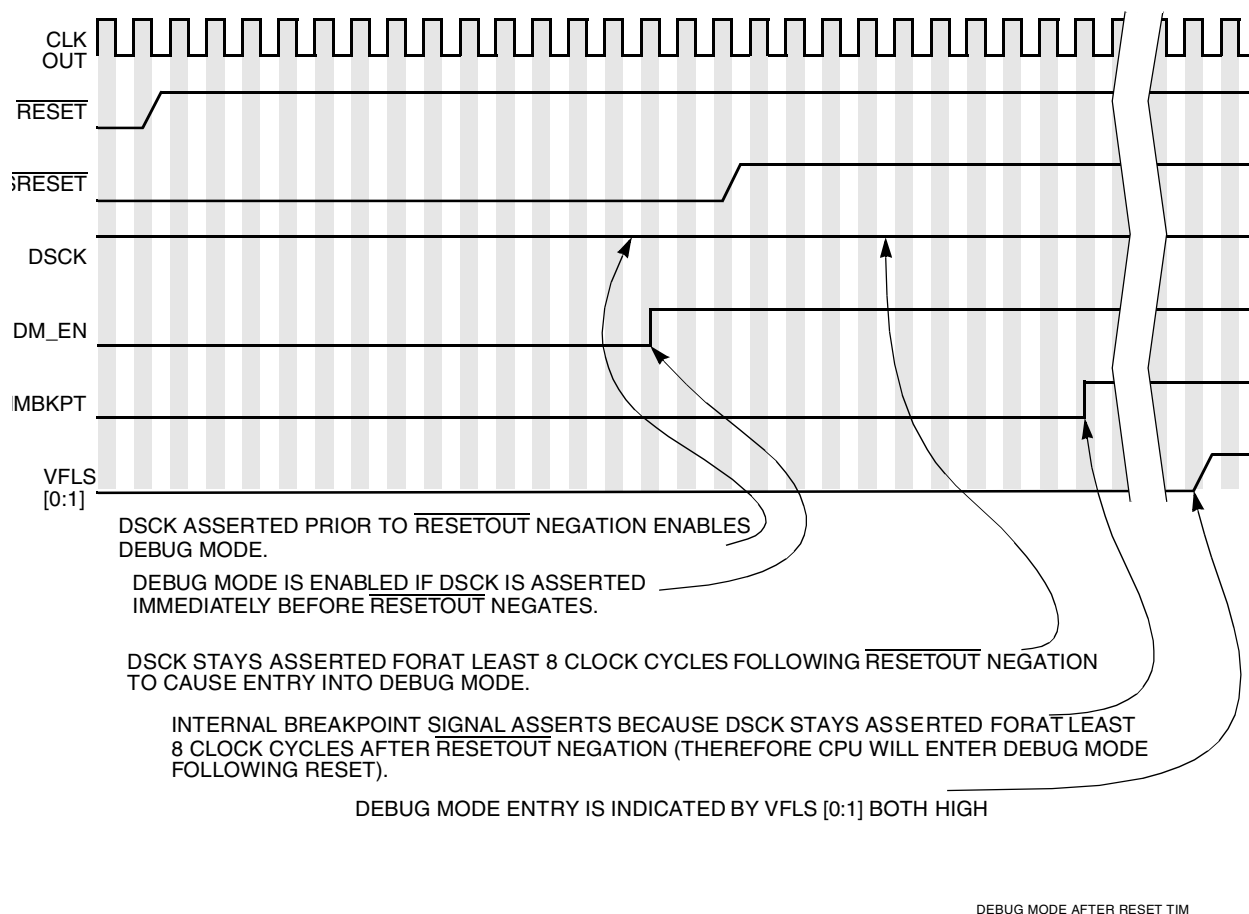 CLK
OUT
RESET
SRESET
DSCK
DM_EN
IMBKPT
VFLS
[0:1]
DSCK ASSERTED PRIOR TO RESETOUT NEGATION ENABLES
DEBUG MODE.
DEBUG MODE IS ENABLED IF DSCK IS ASSERTED
IMMEDIATELY BEFORE RESETOUT NEGATES.
DSCK STAYS ASSERTED FORAT LEAST 8 CLOCK CYCLES FOLLOWING RESETOUT NEGATION
TO CAUSE ENTRY INTO DEBUG MODE.
INTERNAL BREAKPOINT SIGNAL ASSERTS BECAUSE DSCK STAYS ASSERTED FORAT LEAST
8 CLOCK CYCLES AFTER RESETOUT NEGATION (THEREFORE CPU WILL ENTER DEBUG MODE
FOLLOWING RESET).
DEBUG MODE ENTRY IS INDICATED BY VFLS [0:1] BOTH HIGH
DEBUG MODE AFTER RESET TIM